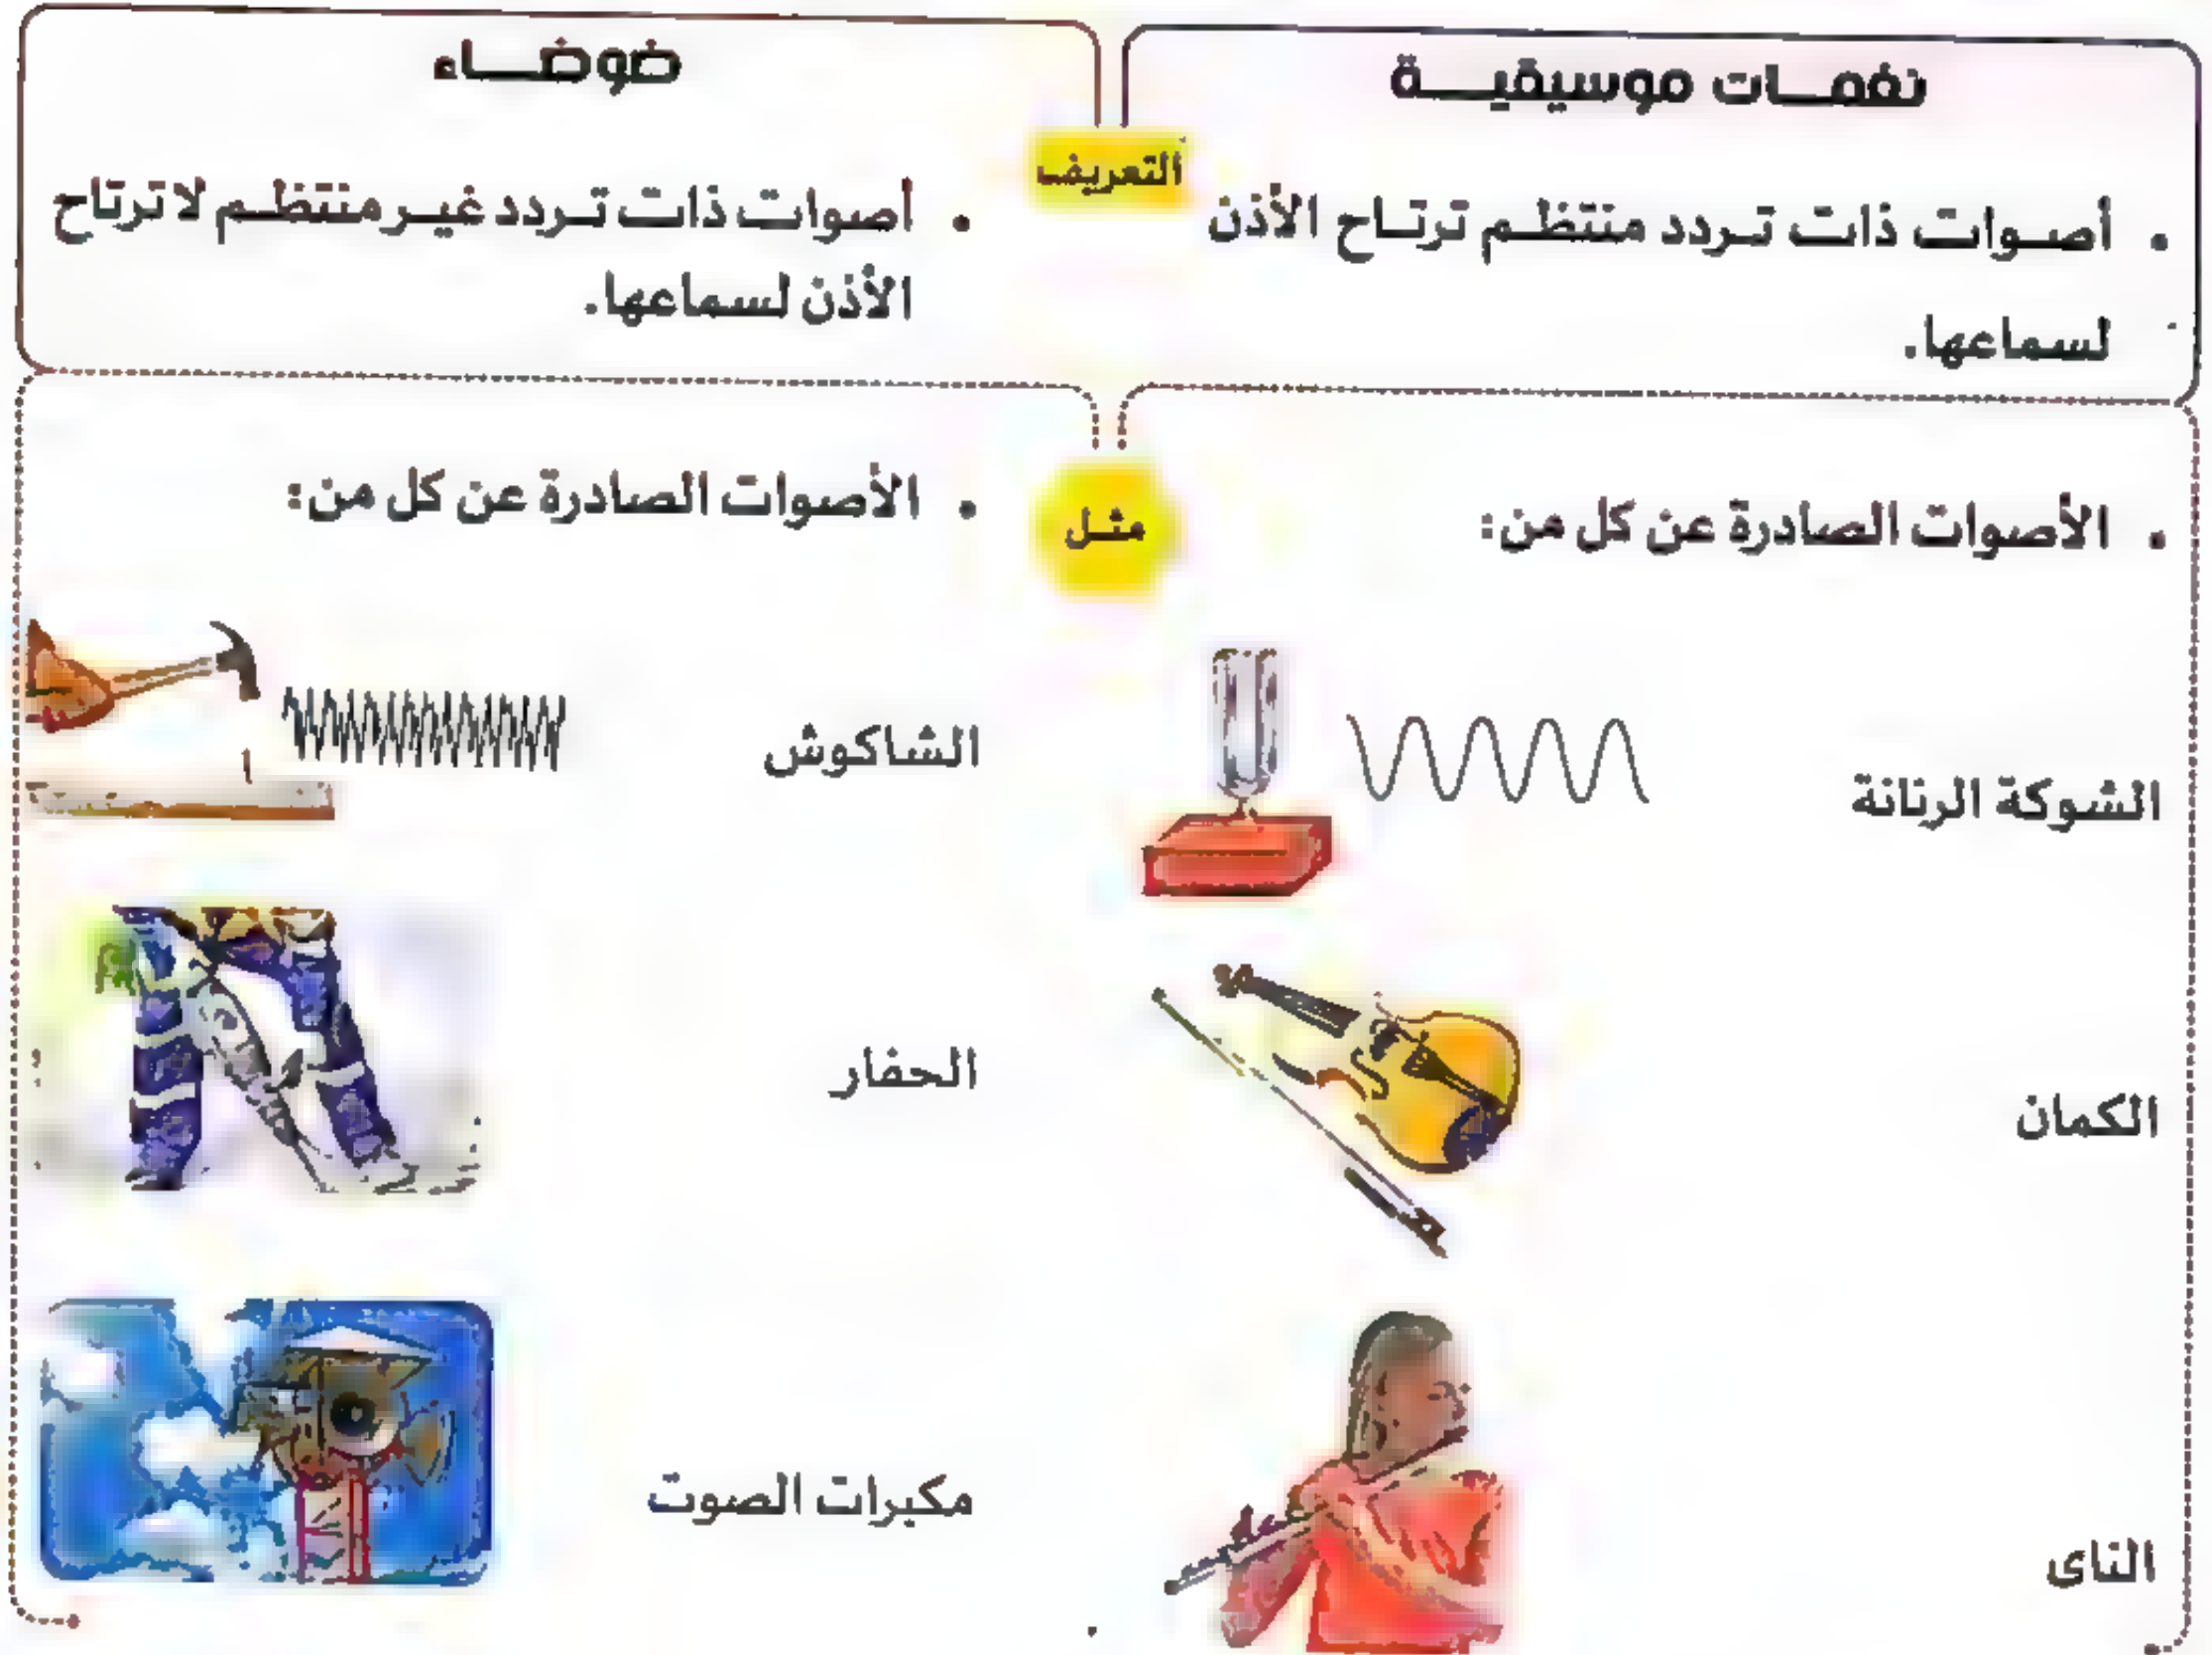 نغمات موسيقية
ضوضاء
التعريف
• أصوات ذات تردد منتظم ترتاح الأذن
لسماعها.
• أصوات ذات تردد غير منتظم لا ترتاح
الأذن لسماعها.
مثل
• الأصوات الصادرة عن كل من:
الشوكة الرنانة
الكمان
الناى
• الأصوات الصادرة عن كل من:
الشاكوش
الحفار
مكبرات الصوت